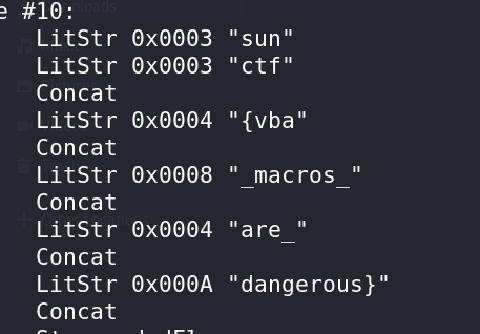 e #10:
LitStr 0x0003 "sun"
LitStr 0x0003 "ctf"
Concat
LitStr 0x0004 "{vba"
Concat
LitStr 0x0008 "_macros_"
Concat
LitStr 0x0004 "are_"
Concat
LitStr 0x000A "dangerous}"
Concat